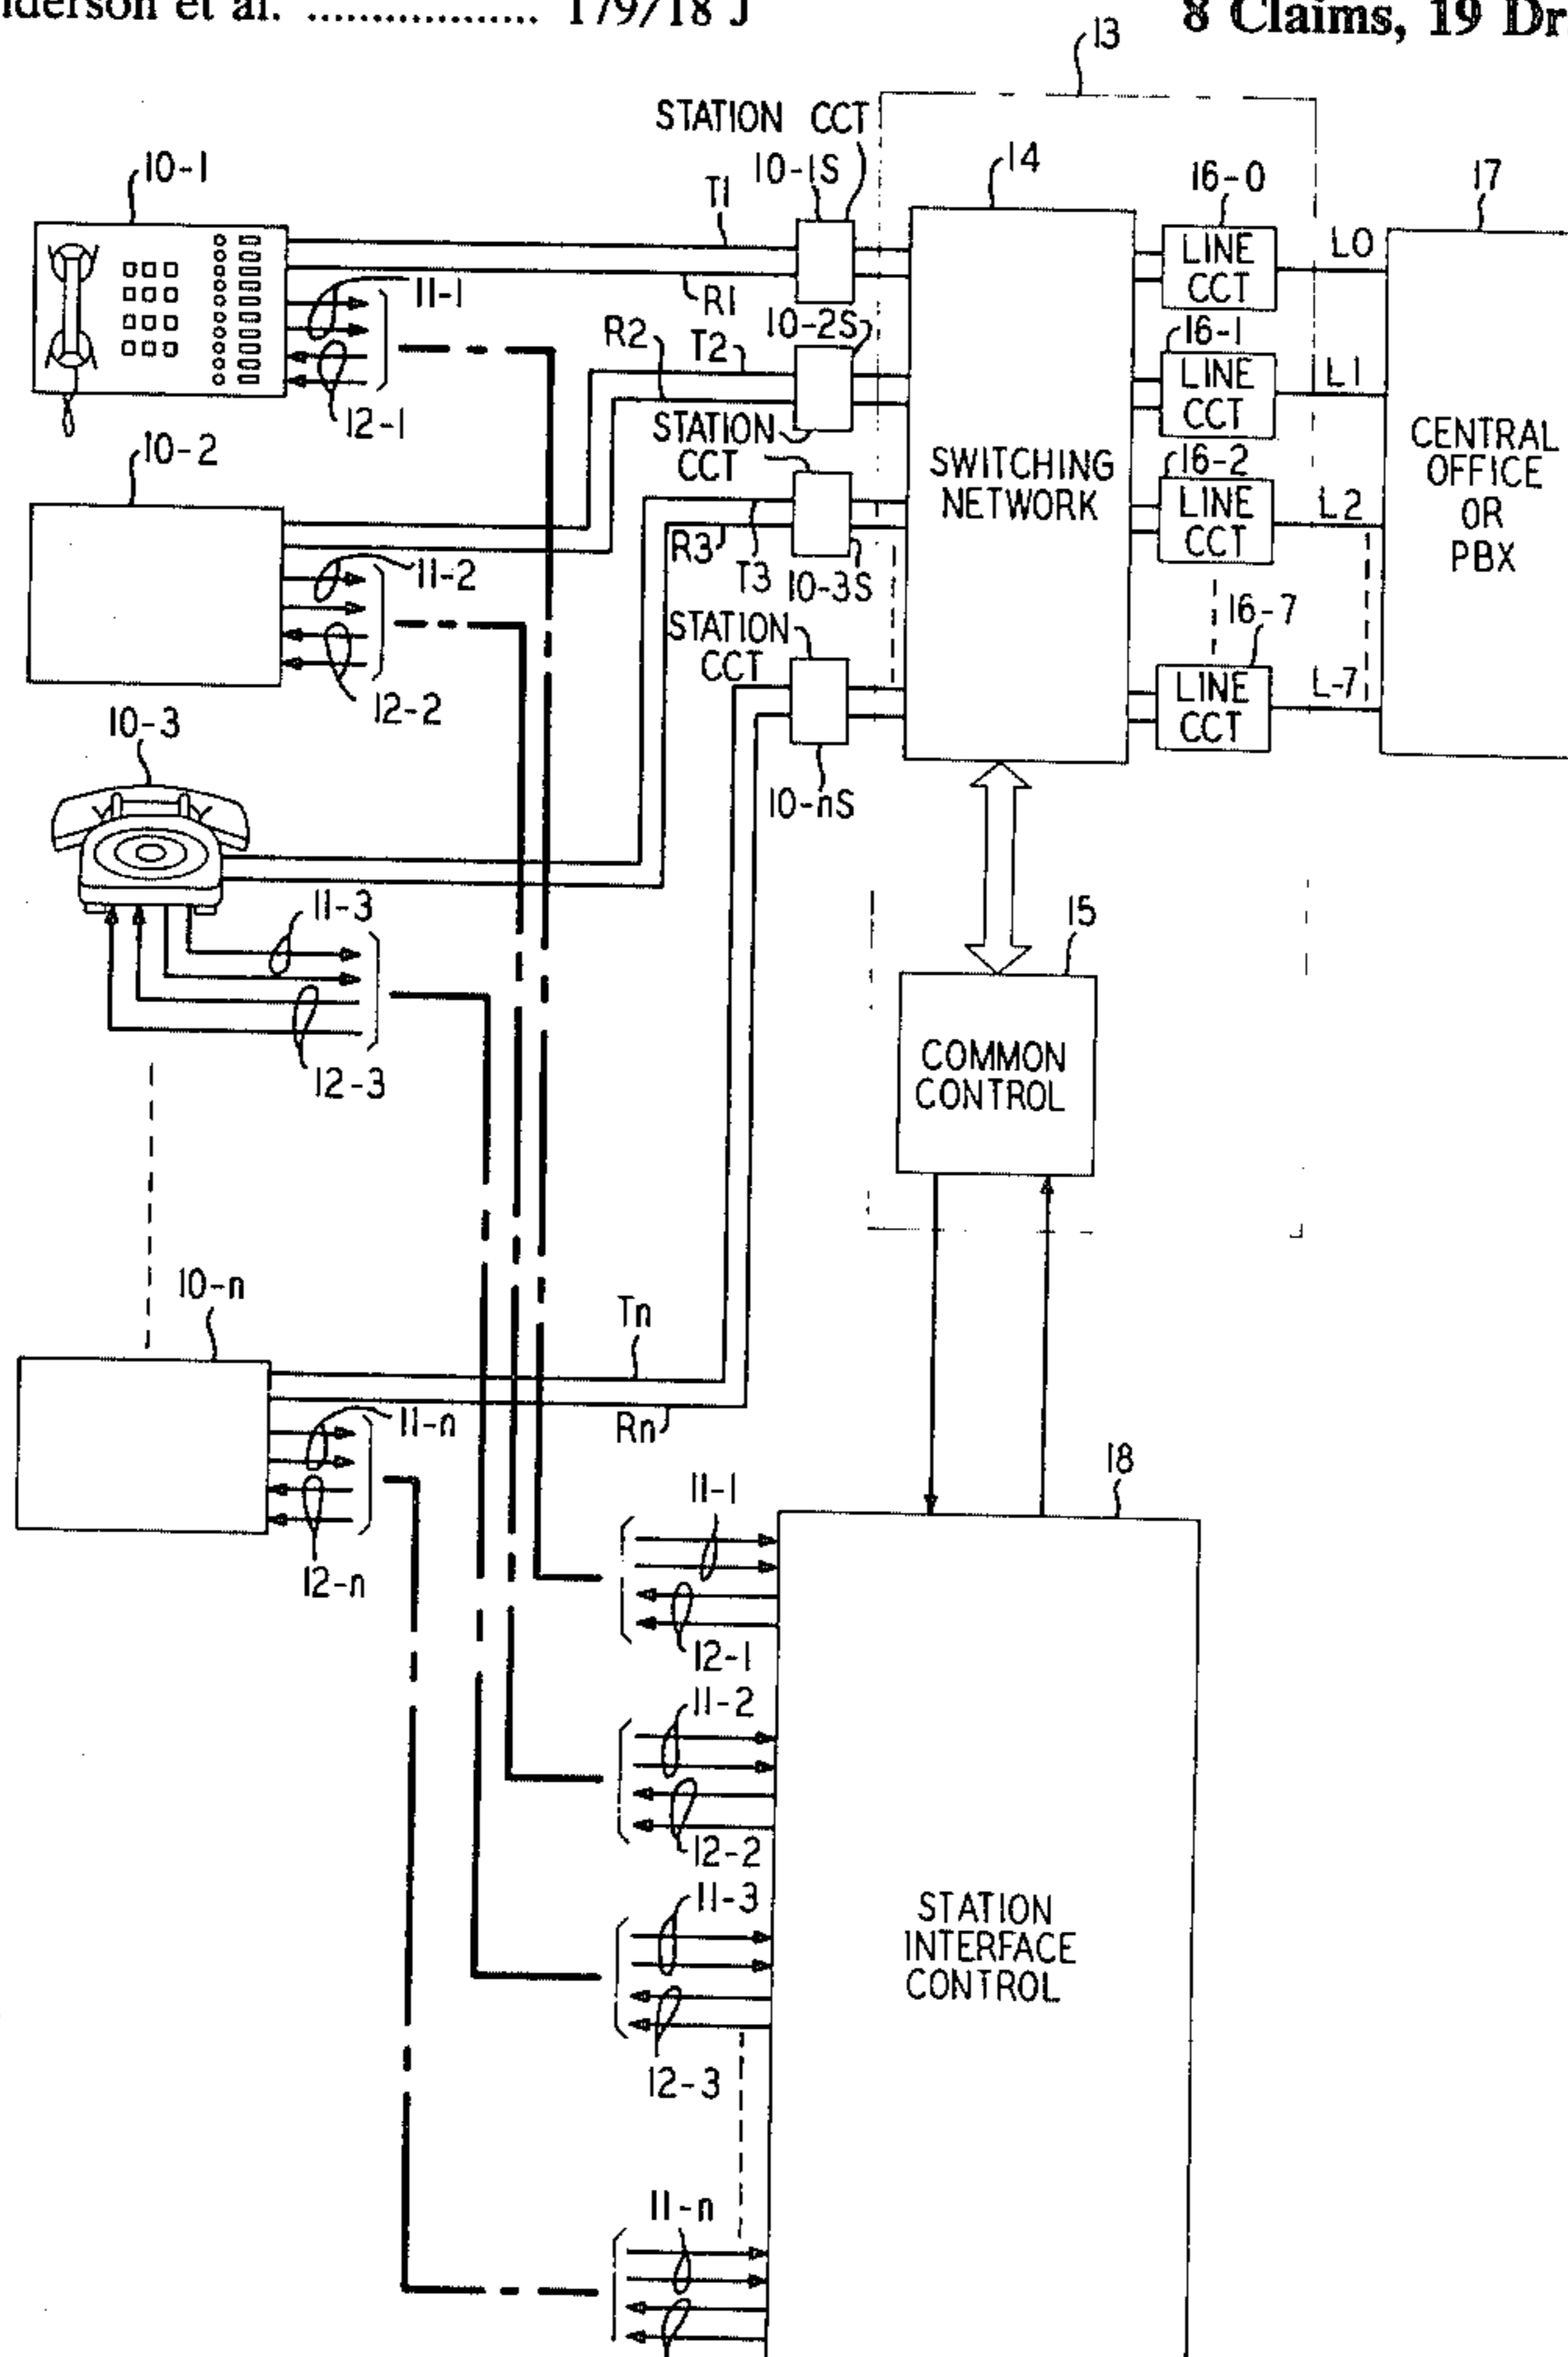 nderson et al. .................. 179/18 J
8 Claims, 19 Dr
13
STATION CCT
10-1
10-1S
14
16-0
17
T1
LINE
CCT
L0
11-1
R1
10-2S
R2
T2
16-1
LINE
CCT
L1
12-1
STATION
CCT
10-2
SWITCHING
NETWORK
16-2
LINE
CCT
L2
CENTRAL
OFFICE
OR
PBX
R3
T3
10-3S
11-2
STATION
CCT
16-7
LINE
CCT
L-7
12-2
10-3
10-nS
11-3
15
COMMON
CONTROL
12-3
10-n
Tn
Rn
11-n
12-n
11-1
18
12-1
11-2
12-2
11-3
STATION
INTERFACE
CONTROL
12-3
11-n